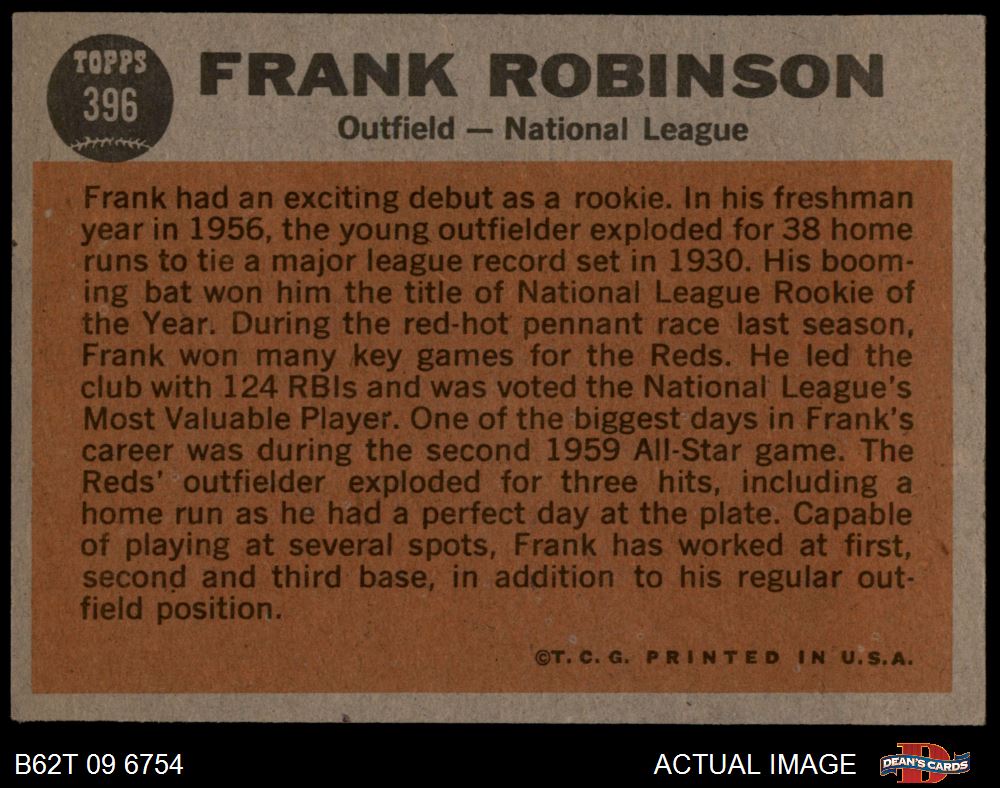 TOPPS
396
FRANK ROBINSON
Outfield — National League
Frank had an exciting debut as a rookie. In his freshman
year in 1956, the young outfielder exploded for 38 home
runs to tie a major league record set in 1930. His boom-
ing bat won him the title of National League Rookie of
the Year. During the red-hot pennant race last season,
Frank won many key games for the Reds. He led the
club with 124 RBIs and was voted the National League's
Most Valuable Player. One of the biggest days in Frank's
career was during the second 1959 All-Star game. The
Reds' outfielder exploded for three hits, including a
home run as he had a perfect day at the plate. Capable
of playing at several spots, Frank has worked at first,
second and third base, in addition to his regular out-
field position.
©T. C. G. PRINTED IN U.S.A.
B62T 09 6754
ACTUAL IMAGE
D
DEAN'S CARDS